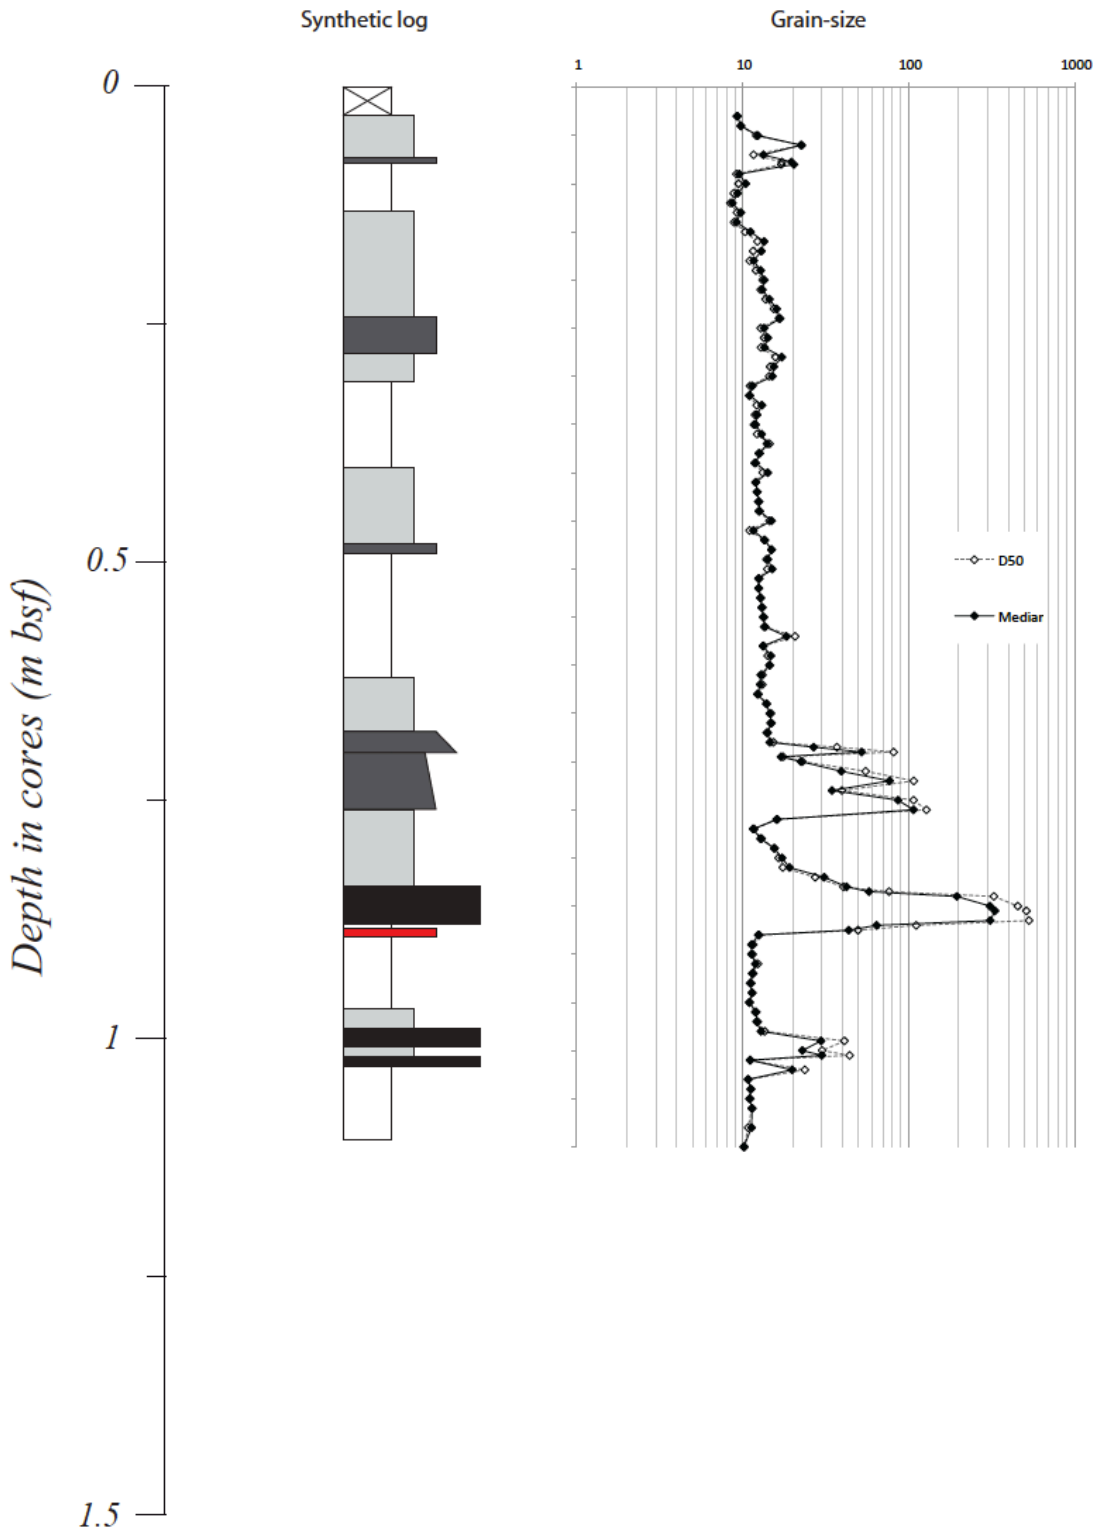 Synthetic log
Grain-size
1 10 100 1000
0
0.5
1
1.5
Depth in cores (m bsf)
D50
Mediar